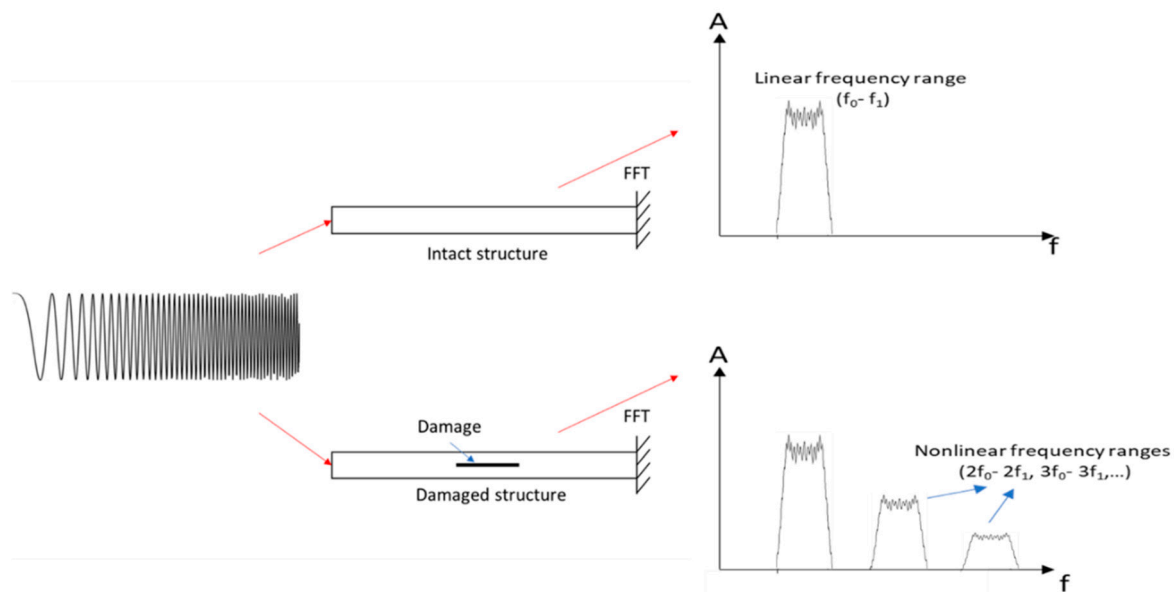 A
Linear frequency range
(f₀- f₁)
FFT
Intact structure
f
A
FFT
Damage
Damaged structure
Nonlinear frequency ranges
(2f₀- 2f₁, 3f₀- 3f₁,...)
f